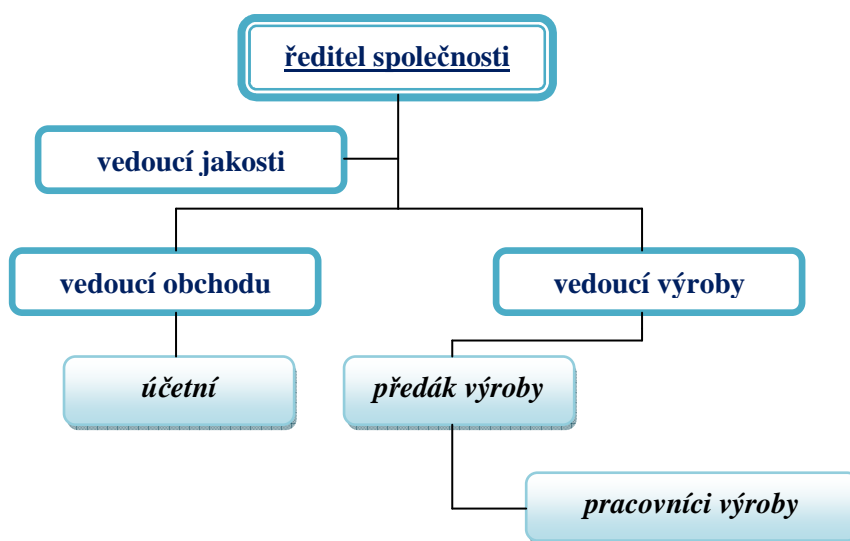 ředitel společnosti
vedoucí jakosti
vedoucí obchodu
vedoucí výroby
účetní
předák výroby
pracovníci výroby